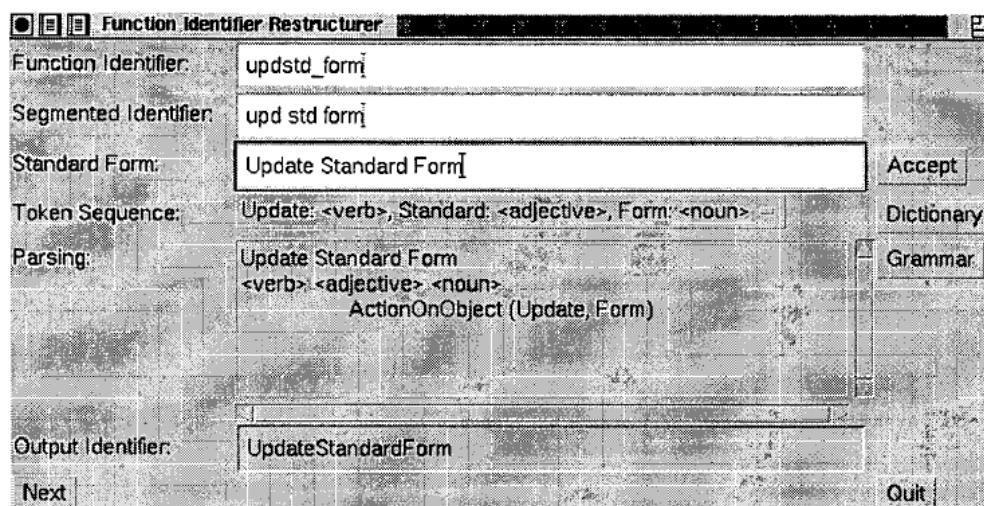 Function Identifier Restructurer
Function Identifier: updstd_form
Segmented Identifier: upd std form
Standard Form: Update Standard Form Accept
Token Sequence: Update: <verb>, Standard: <adjective>, Form: <noun> Dictionary
Parsing: Update Standard Form Grammar
<verb> <adjective> <noun>
ActionOnObject (Update, Form)
Output Identifier: UpdateStandardForm
Next Quit